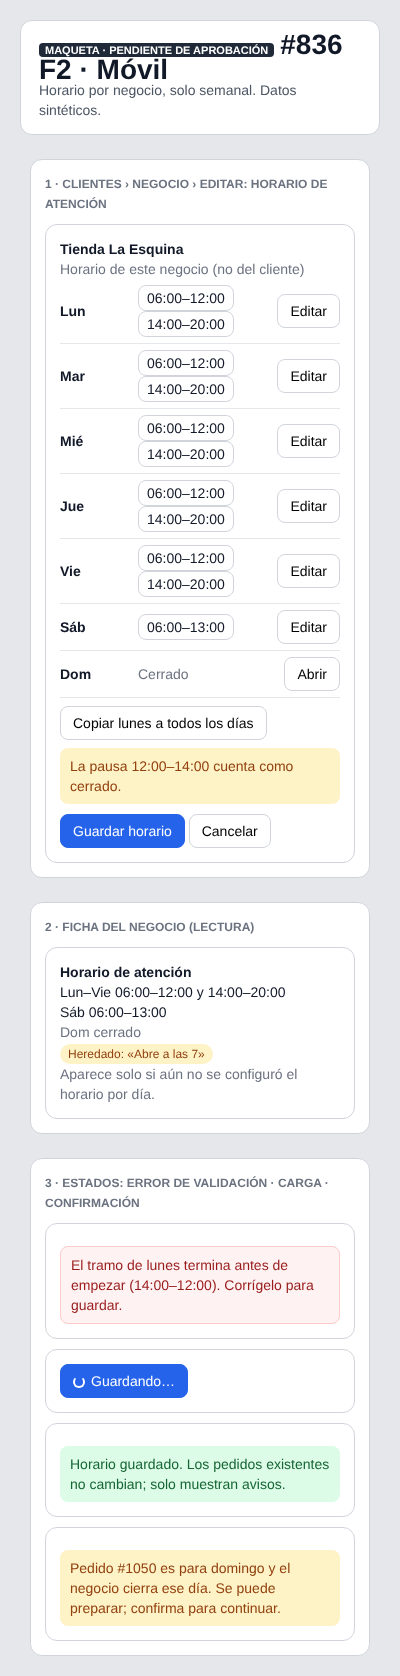 MAQUETA · PENDIENTE DE APROBACIÓN #836
F2 · Móvil
Horario por negocio, solo semanal. Datos
sintéticos.
1 · CLIENTES › NEGOCIO › EDITAR: HORARIO DE
ATENCIÓN
Tienda La Esquina
Horario de este negocio (no del cliente)
Lun 06:00–12:00 Editar
14:00–20:00
Mar 06:00–12:00 Editar
14:00–20:00
Mié 06:00–12:00 Editar
14:00–20:00
Jue 06:00–12:00 Editar
14:00–20:00
Vie 06:00–12:00 Editar
14:00–20:00
Sáb 06:00–13:00 Editar
Dom Cerrado Abrir
Copiar lunes a todos los días
La pausa 12:00–14:00 cuenta como
cerrado.
Guardar horario Cancelar
2 · FICHA DEL NEGOCIO (LECTURA)
Horario de atención
Lun–Vie 06:00–12:00 y 14:00–20:00
Sáb 06:00–13:00
Dom cerrado
Heredado: «Abre a las 7»
Aparece solo si aún no se configuró el
horario por día.
3 · ESTADOS: ERROR DE VALIDACIÓN · CARGA ·
CONFIRMACIÓN
El tramo de lunes termina antes de
empezar (14:00–12:00). Corrígelo para
guardar.
Guardando…
Horario guardado. Los pedidos existentes
no cambian; solo muestran avisos.
Pedido #1050 es para domingo y el
negocio cierra ese día. Se puede
preparar; confirma para continuar.